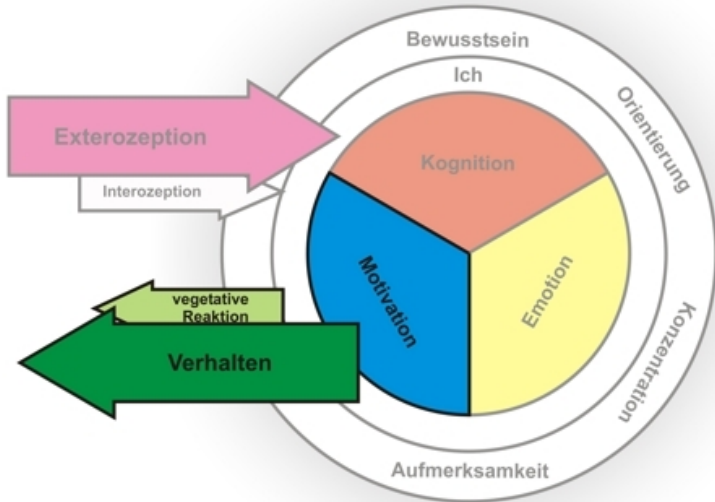 Bewusstsein
Ich
Orientierung
Exterozeption
Kognition
Interozeption
Motivation
Emotion
vegetative
Reaktion
Verhalten
Konzentration
Aufmerksamkeit